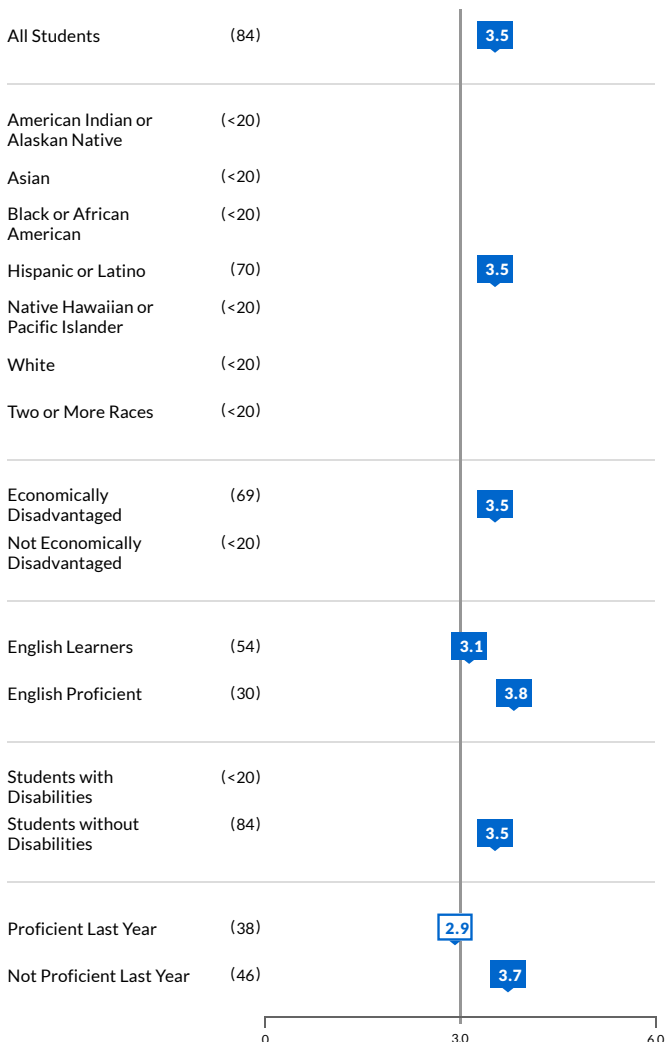 All Students (84) 3.5
American Indian or
Alaskan Native (<20)
Asian (<20)
Black or African
American (<20)
Hispanic or Latino (70) 3.5
Native Hawaiian or
Pacific Islander (<20)
White (<20)
Two or More Races (<20)
Economically
Disadvantaged (69) 3.5
Not Economically
Disadvantaged (<20)
English Learners (54) 3.1
English Proficient (30) 3.8
Students with
Disabilities (<20)
Students without
Disabilities (84) 3.5
Proficient Last Year (38) 2.9
Not Proficient Last Year (46) 3.7
0 3.0 6.0